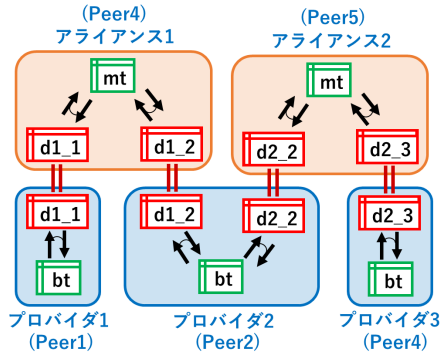 (Peer4)
アライアンス1
(Peer5)
アライアンス2
mt
mt
d1_1
d1_2
d2_2
d2_3
d1_1
d1_2
d2_2
d2_3
bt
bt
bt
プロバイダ1
(Peer1)
プロバイダ2
(Peer2)
プロバイダ3
(Peer4)